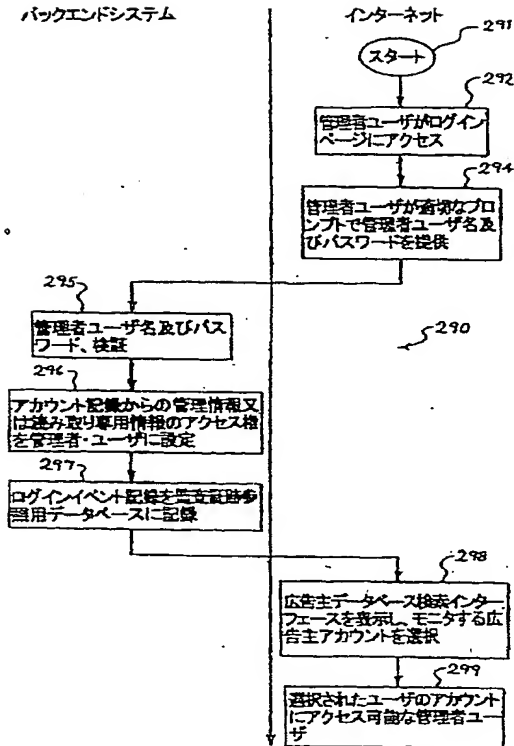 バックエンドシステム
インターネット
291
スタート
292
管理者ユーザがログイン
ページにアクセス
294
管理者ユーザが適切なプロ
ンプトで管理者ユーザ名及
びパスワードを提供
295
管理者ユーザ名及びパス
ワード、検証
290
296
アカウント記録からの管理情報又
は読み取り専用情報のアクセス権
を管理者・ユーザに設定
297
ログインイベント記録を監査証跡参
照用データベースに記録
298
広告主データベース検索インター
フェースを表示し、モニタする広
告主アカウントを選択
299
選択されたユーザのアカウント
にアクセス可能な管理者ユー
ザ